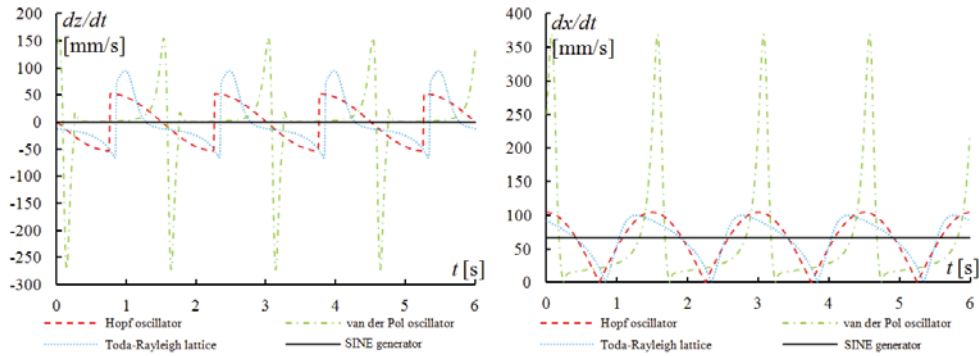 dz/dt
[mm/s]
200
150
100
50
0
-50
-100
-150
-200
-250
-300
0
1
2
3
4
5
6
t [s]
Hopf oscillator
van der Pol oscillator
Toda-Rayleigh lattice
SINE generator
dx/dt
[mm/s]
400
350
300
250
200
150
100
50
0
0
1
2
3
4
5
6
t [s]
Hopf oscillator
van der Pol oscillator
Toda-Rayleigh lattice
SINE generator